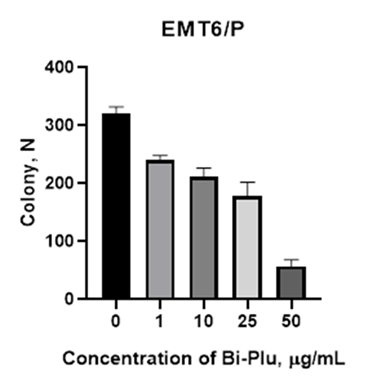 EMT6/P
400
300
200
100
0
Colony, N
0 1 10 25 50
Concentration of Bi-Plu, μg/mL